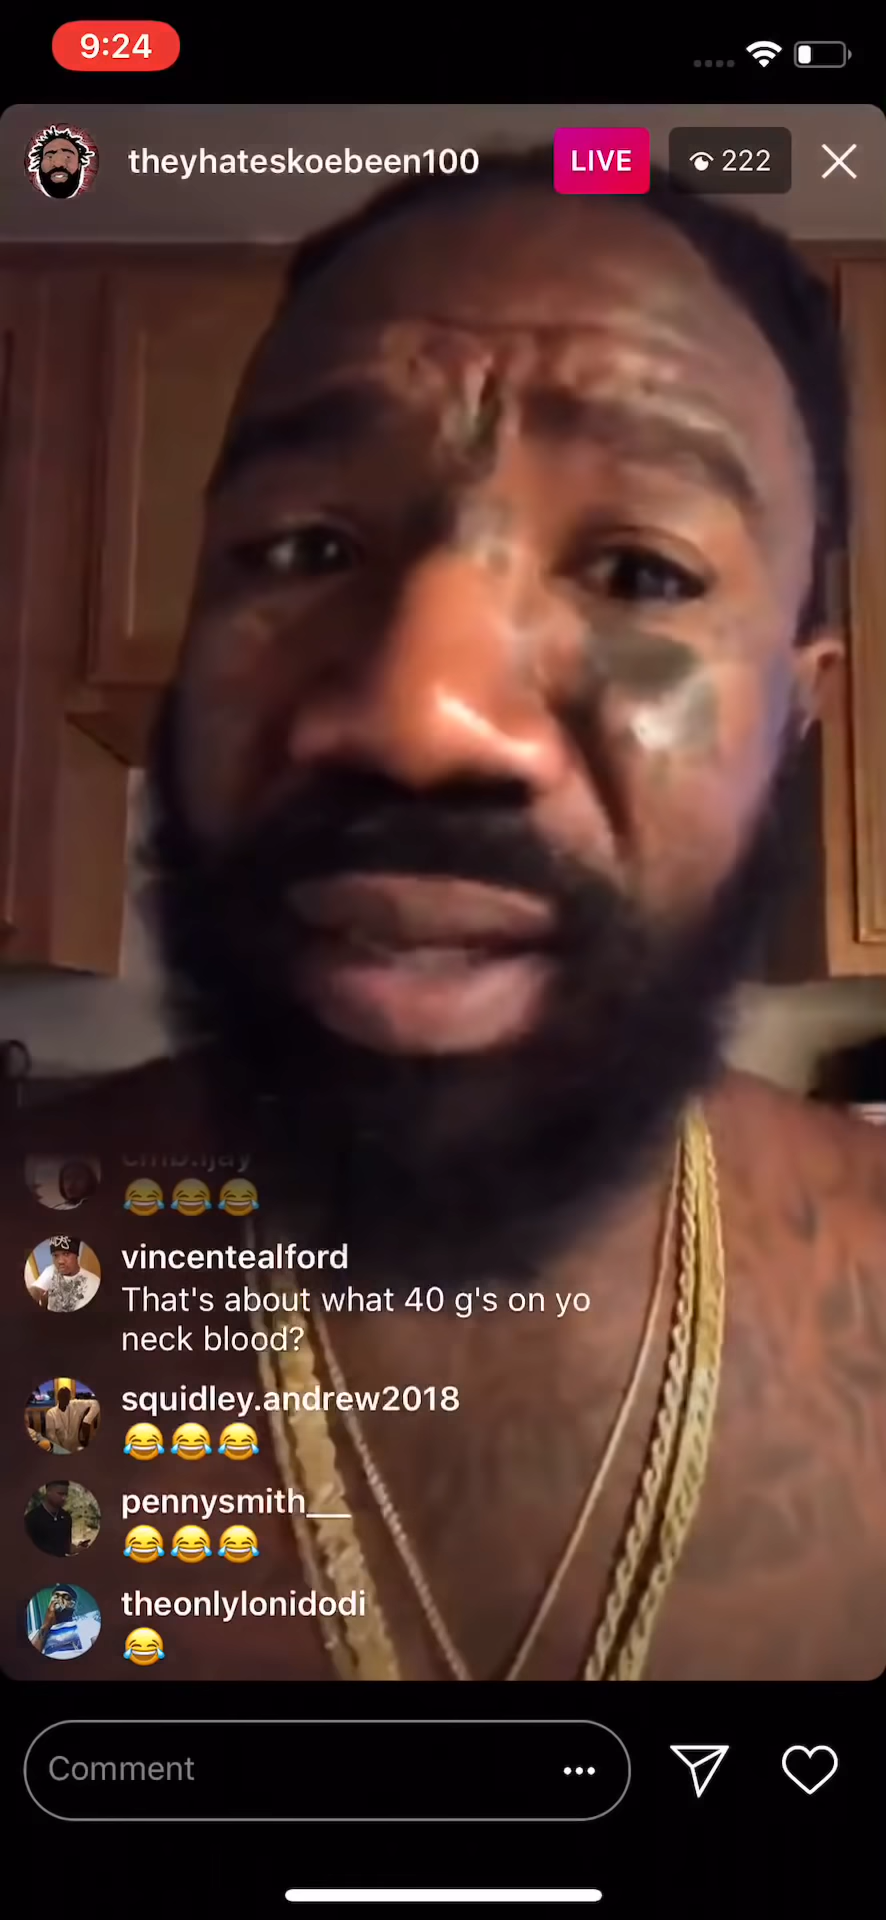 9:24
theyhateskoebeen100 LIVE 222
😂😂😂
vincentealford
That's about what 40 g's on yo
neck blood?
squidley.andrew2018
😂😂😂
pennysmith__
😂😂😂
theonlylonidodi
😂
Comment